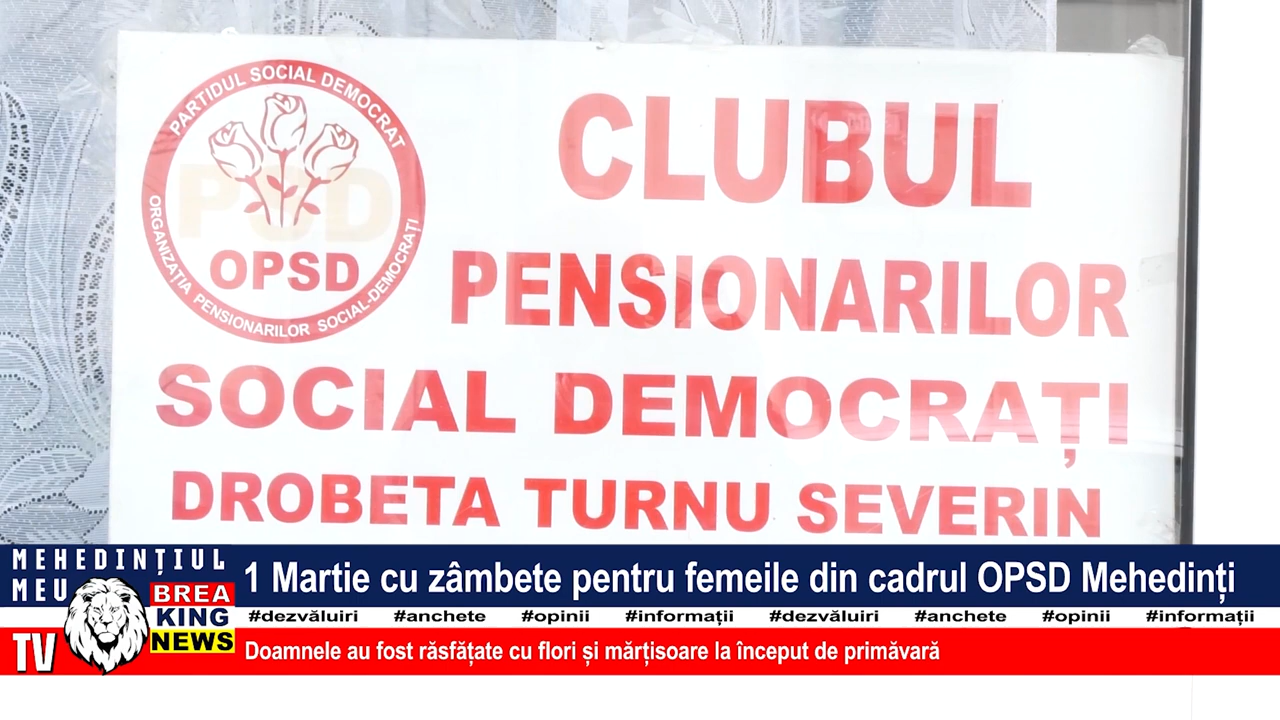 PARTIDUL SOCIAL DEMOCRAT
PSD
OPSD
ORGANIZAȚIA PENSIONARILOR SOCIAL-DEMOCRAȚI
CLUBUL
PENSIONARILOR
SOCIAL DEMOCRAȚI
DROBETA TURNU SEVERIN
MEHEDINȚIUL
MEU
TV
BREA
KING
NEWS
1 Martie cu zâmbete pentru femeile din cadrul OPSD Mehedinți
#dezvăluiri #anchete #opinii #informații #dezvăluiri #anchete #opinii #informații
Doamnele au fost răsfățate cu flori și mărțisoare la început de primăvară